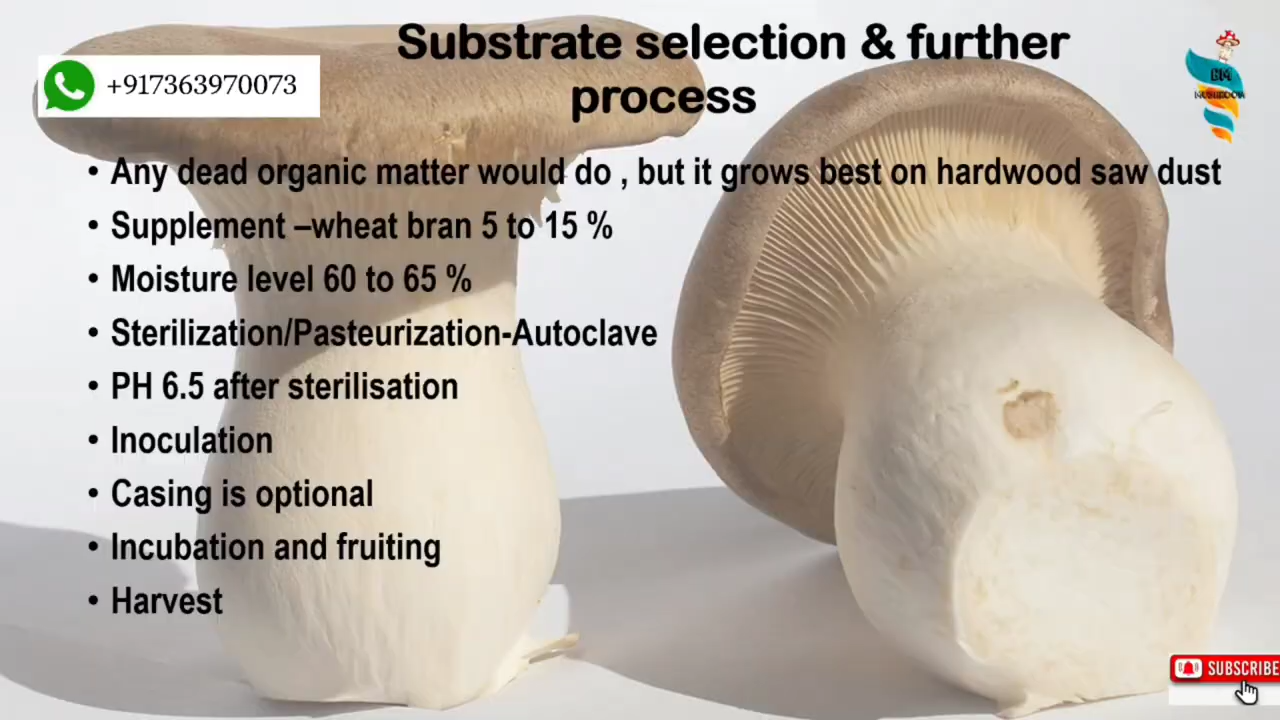 Substrate selection & further
process
+917363970073
BM
MUSHROOM
• Any dead organic matter would do , but it grows best on hardwood saw dust
• Supplement –wheat bran 5 to 15 %
• Moisture level 60 to 65 %
• Sterilization/Pasteurization-Autoclave
• PH 6.5 after sterilisation
• Inoculation
• Casing is optional
• Incubation and fruiting
• Harvest
SUBSCRIBE